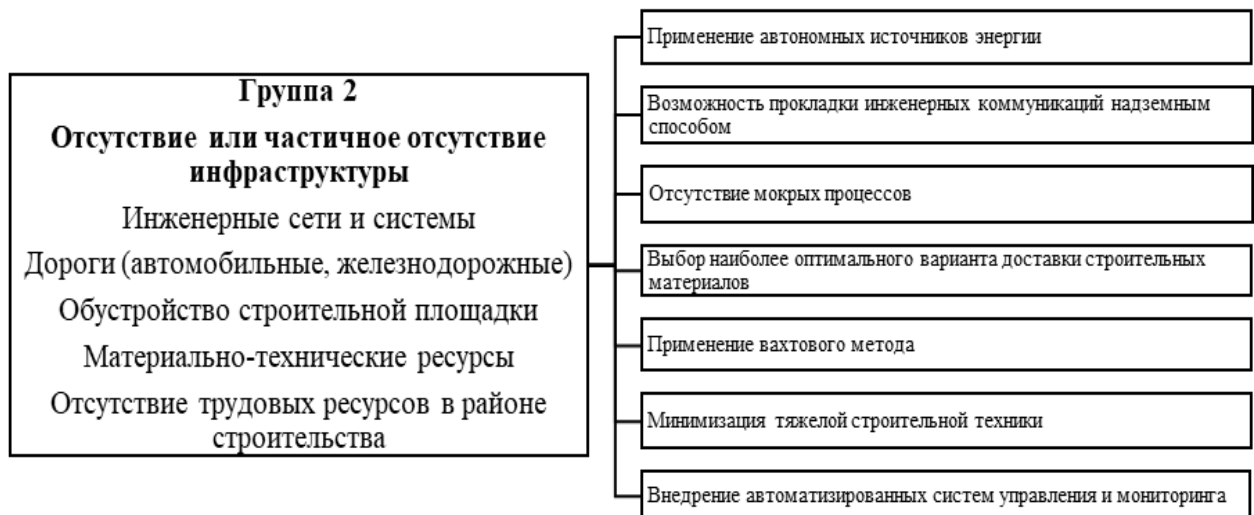 Группа 2
Отсутствие или частичное отсутствие
инфраструктуры
Инженерные сети и системы
Дороги (автомобильные, железнодорожные)
Обустройство строительной площадки
Материально-технические ресурсы
Отсутствие трудовых ресурсов в районе
строительства
Применение автономных источников энергии
Возможность прокладки инженерных коммуникаций надземным
способом
Отсутствие мокрых процессов
Выбор наиболее оптимального варианта доставки строительных
материалов
Применение вахтового метода
Минимизация тяжелой строительной техники
Внедрение автоматизированных систем управления и мониторинга